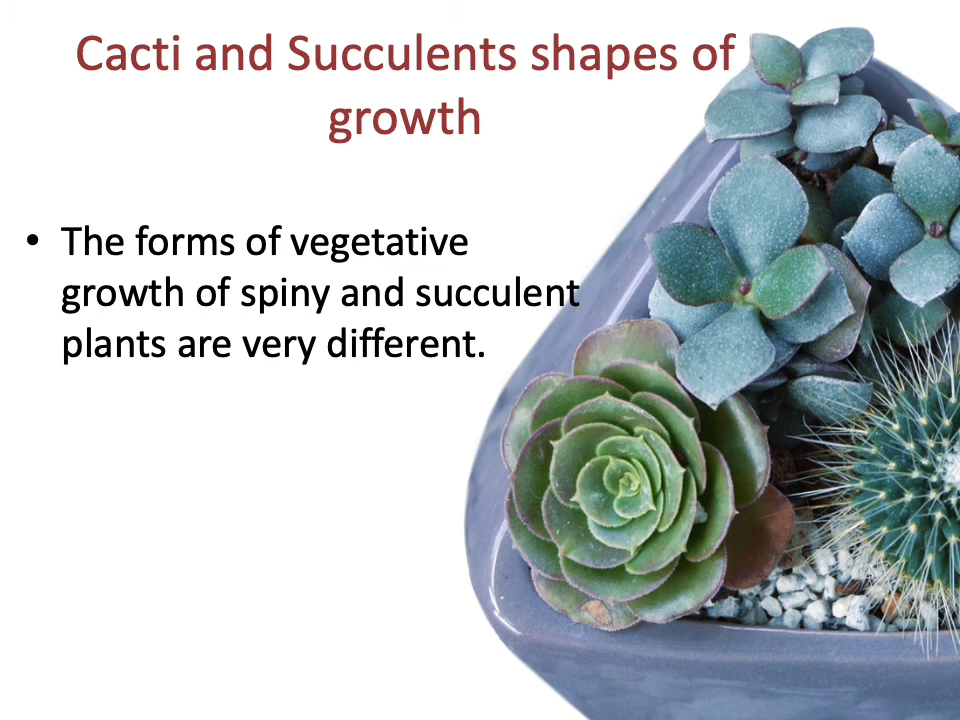 Cacti and Succulents shapes of
growth
• The forms of vegetative
growth of spiny and succulent
plants are very different.